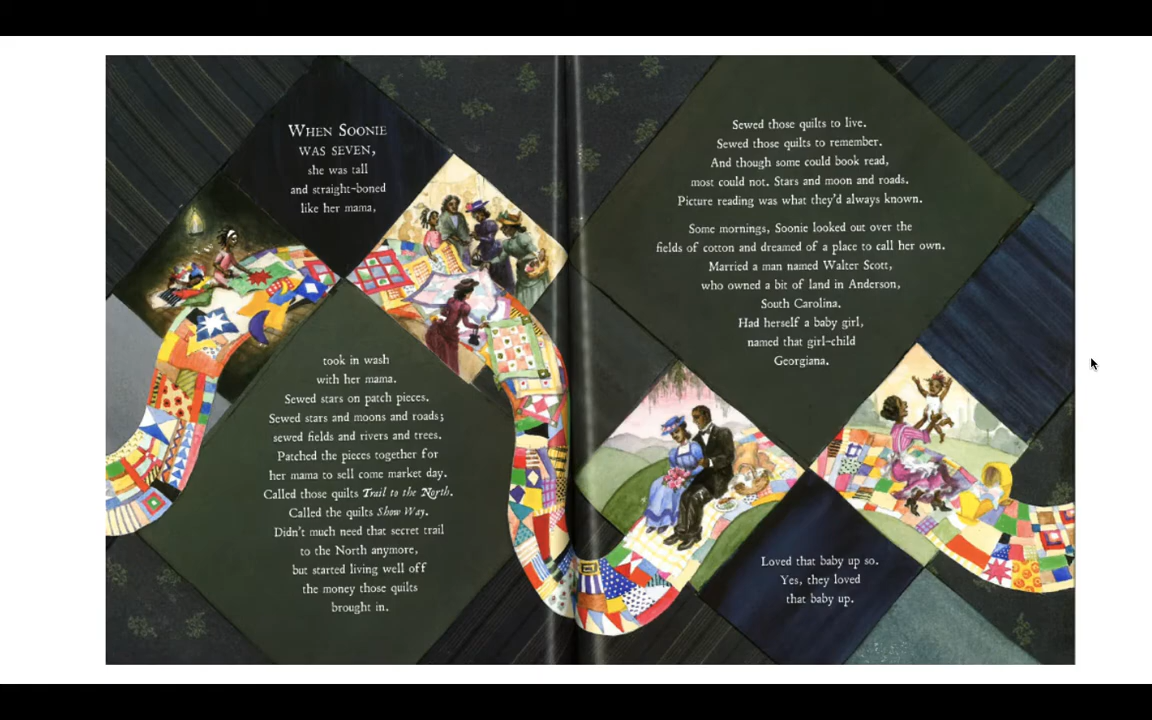 WHEN SOONIE
WAS SEVEN,
she was tall
and straight-boned
like her mama,
took in wash
with her mama.
Sewed stars on patch pieces.
Sewed stars and moons and roads;
sewed fields and rivers and trees.
Patched the pieces together for
her mama to sell come market day.
Called those quilts Trail to the North.
Called the quilts Show Way.
Didn't much need that secret trail
to the North anymore,
but started living well off
the money those quilts
brought in.
Sewed those quilts to live.
Sewed those quilts to remember.
And though some could book read,
most could not. Stars and moon and roads.
Picture reading was what they'd always known.
Some mornings, Soonie looked out over the
fields of cotton and dreamed of a place to call her own.
Married a man named Walter Scott,
who owned a bit of land in Anderson,
South Carolina.
Had herself a baby girl,
named that girl-child
Georgiana.
Loved that baby up so.
Yes, they loved
that baby up.